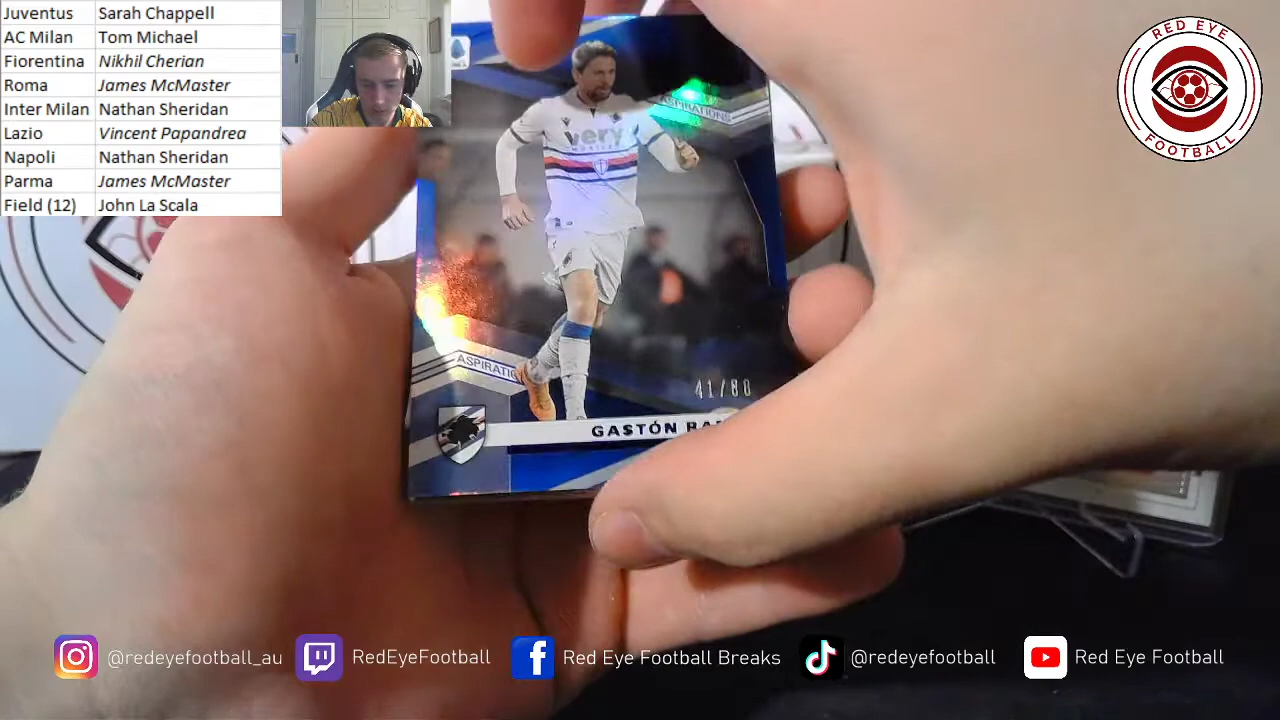 Juventus Sarah Chappell
AC Milan Tom Michael
Fiorentina Nikhil Cherian
Roma James McMaster
Inter Milan Nathan Sheridan
Lazio Vincent Papandrea
Napoli Nathan Sheridan
Parma James McMaster
Field (12) John La Scala
RED EYE
FOOTBALL
very
41/80
GASTÓN
@redeyefootball_au
RedEyeFootball
Red Eye Football Breaks
@redeyefootball
Red Eye Football